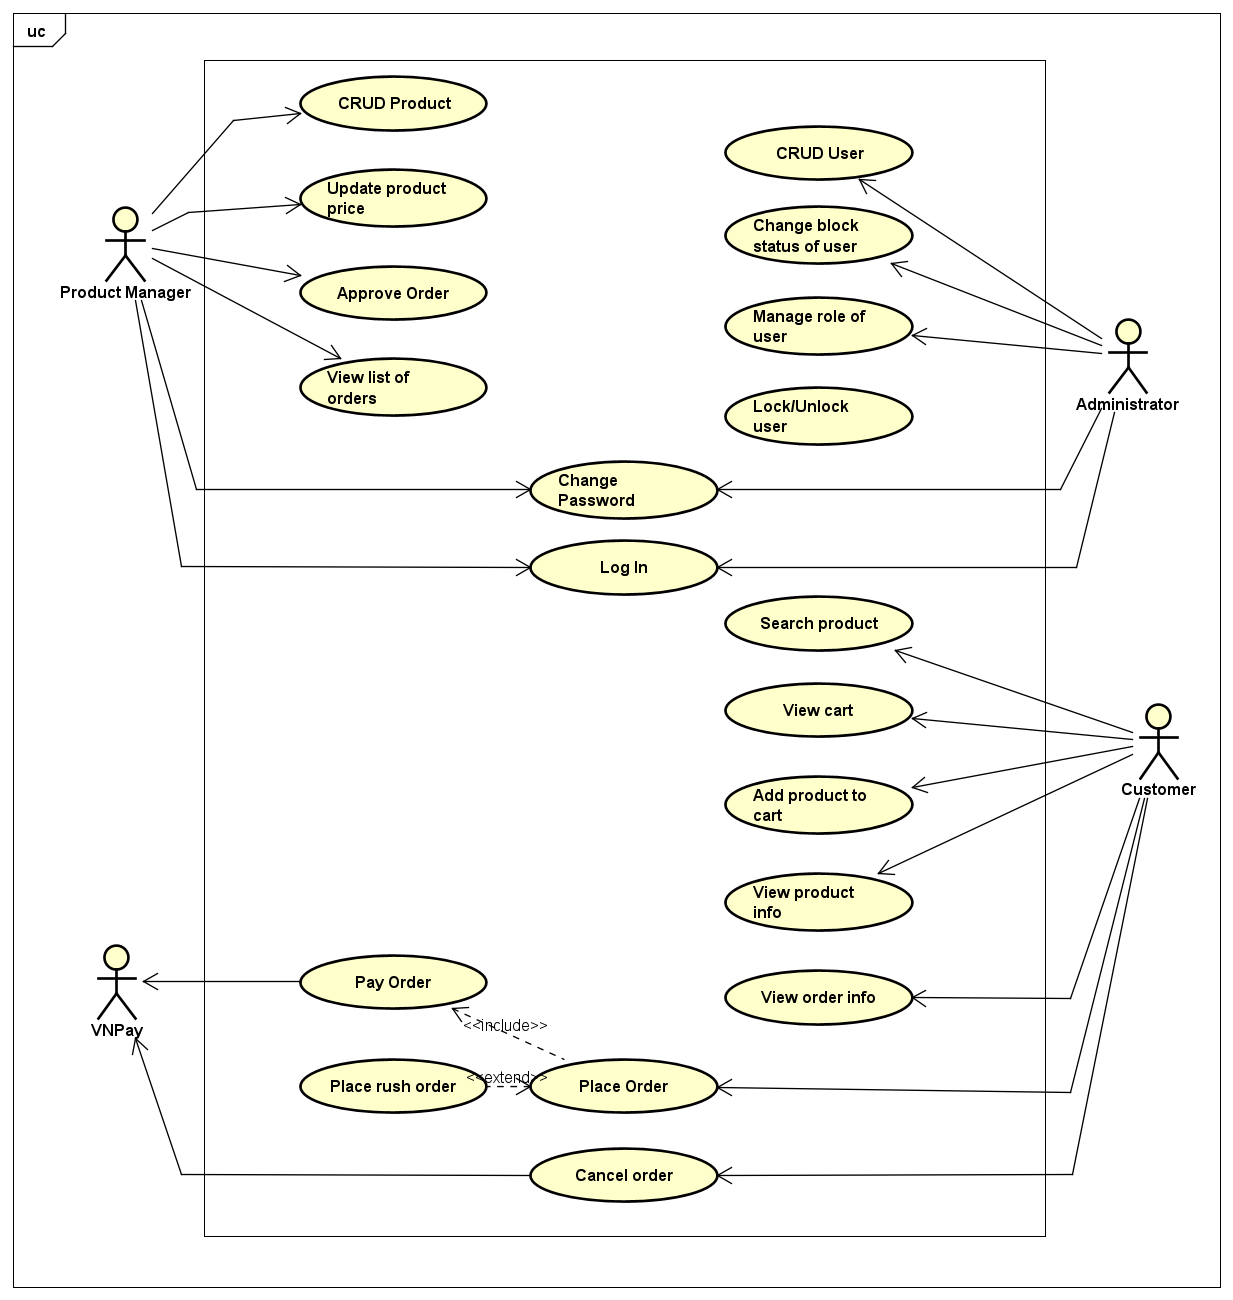 uc
CRUD Product
CRUD User
Update product
price
Change block
status of user
Product Manager
Approve Order
Manage role of
user
View list of
orders
Administrator
Lock/Unlock
user
Change
Password
Log In
Search product
View cart
Customer
Add product to
cart
View product
info
Pay Order
View order info
VNPay
<<include>>
<<extend>>
Place rush order
Place Order
Cancel order